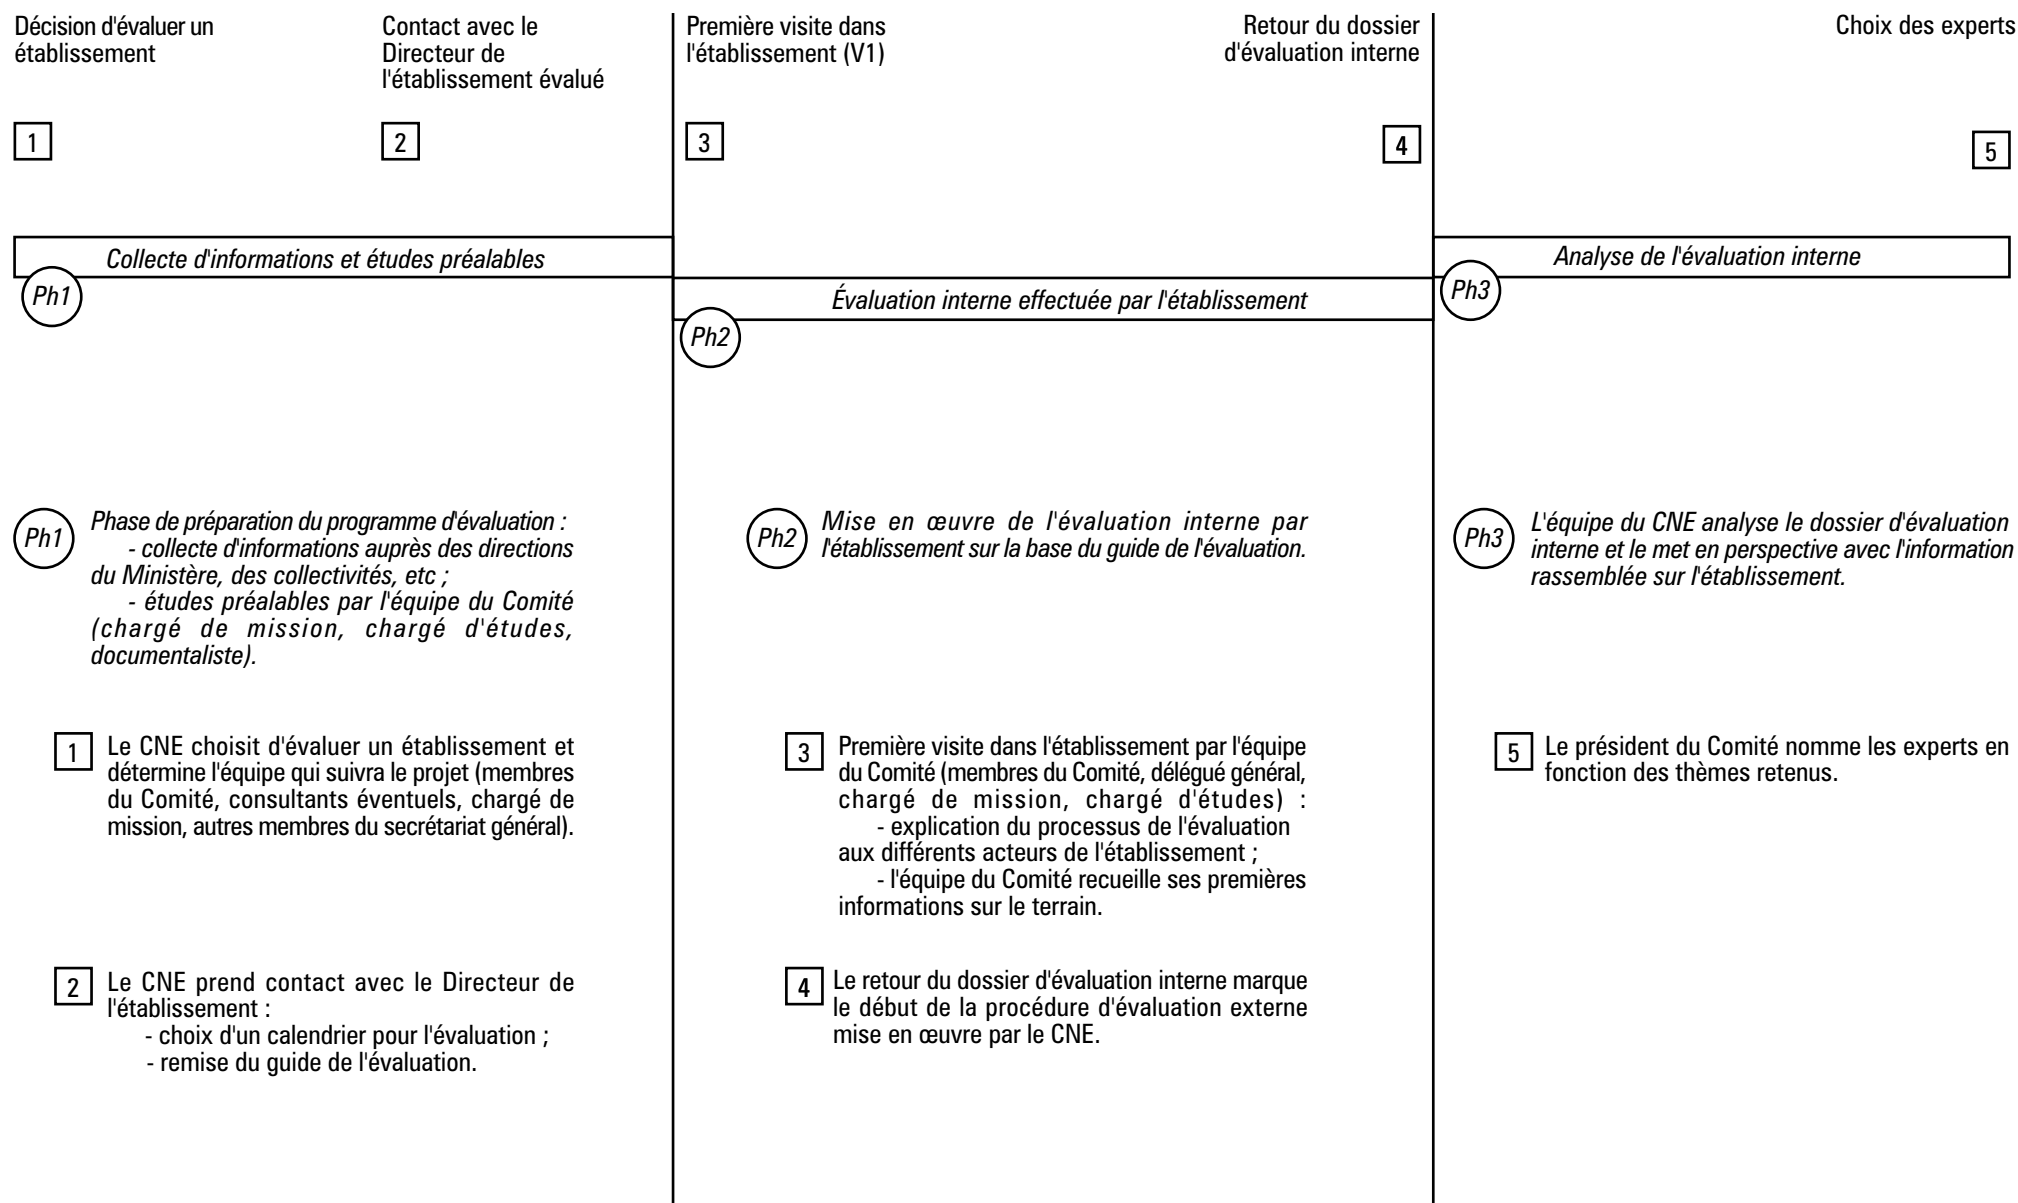 Décision d'évaluer un
établissement
Contact avec le
Directeur de
l'établissement évalué
Première visite dans
l'établissement (V1)
Retour du dossier
d'évaluation interne
Choix des experts
1
2
3
4
5
Collecte d'informations et études préalables
Ph1
Évaluation interne effectuée par l'établissement
Ph2
Analyse de l'évaluation interne
Ph3
Ph1
Phase de préparation du programme d'évaluation :
- collecte d'informations auprès des directions
du Ministère, des collectivités, etc ;
- études préalables par l'équipe du Comité
(chargé de mission, chargé d'études,
documentaliste).
1
Le CNE choisit d'évaluer un établissement et
détermine l'équipe qui suivra le projet (membres
du Comité, consultants éventuels, chargé de
mission, autres membres du secrétariat général).
2
Le CNE prend contact avec le Directeur de
l'établissement :
- choix d'un calendrier pour l'évaluation ;
- remise du guide de l'évaluation.
Ph2
Mise en œuvre de l'évaluation interne par
l'établissement sur la base du guide de l'évaluation.
3
Première visite dans l'établissement par l'équipe
du Comité (membres du Comité, délégué général,
chargé de mission, chargé d'études) :
- explication du processus de l'évaluation
aux différents acteurs de l'établissement ;
- l'équipe du Comité recueille ses premières
informations sur le terrain.
4
Le retour du dossier d'évaluation interne marque
le début de la procédure d'évaluation externe
mise en œuvre par le CNE.
Ph3
L'équipe du CNE analyse le dossier d'évaluation
interne et le met en perspective avec l'information
rassemblée sur l'établissement.
5
Le président du Comité nomme les experts en
fonction des thèmes retenus.